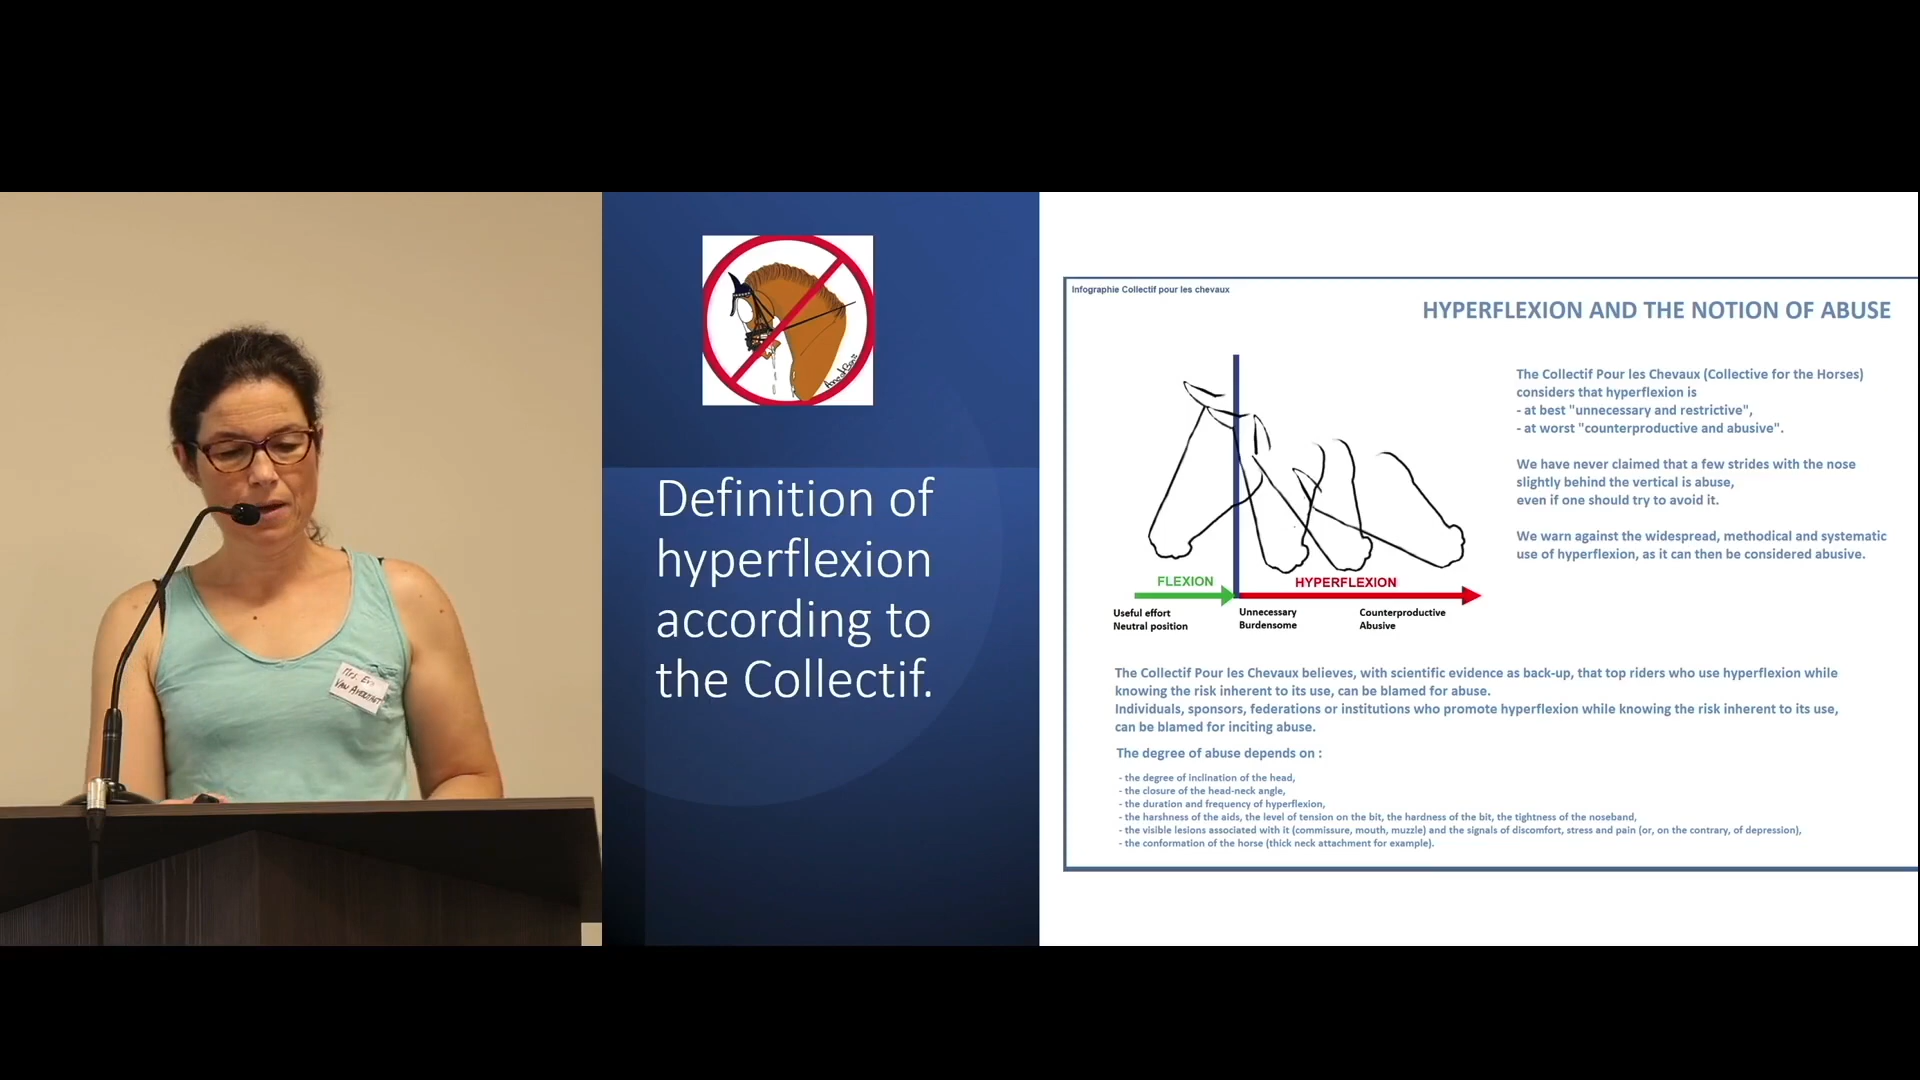 Mrs
VAN
Definition of
hyperflexion
according to
the Collectif.
Infographie Collectif pour les chevaux
HYPERFLEXION AND THE NOTION OF ABUSE
The Collectif Pour les Chevaux (Collective for the Horses)
considers that hyperflexion is
- at best "unnecessary and restrictive",
- at worst "counterproductive and abusive".
We have never claimed that a few strides with the nose
slightly behind the vertical is abuse,
even if one should try to avoid it.
We warn against the widespread, methodical and systematic
use of hyperflexion, as it can then be considered abusive.
FLEXION
HYPERFLEXION
Useful effort
Neutral position
Unnecessary
Burdensome
Counterproductive
Abusive
The Collectif Pour les Chevaux believes, with scientific evidence as back-up, that top riders who use hyperflexion while
knowing the risk inherent to its use, can be blamed for abuse.
Individuals, sponsors, federations or institutions who promote hyperflexion while knowing the risk inherent to its use,
can be blamed for inciting abuse.
The degree of abuse depends on :
- the degree of inclination of the head,
- the closure of the head-neck angle,
- the duration and frequency of hyperflexion,
- the harshness of the aids, the level of tension on the bit, the hardness of the bit, the tightness of the noseband,
- the visible lesions associated with it (commissure, mouth, muzzle) and the signals of discomfort, stress and pain (or, on the contrary, of depression),
- the conformation of the horse (thick neck attachment for example).